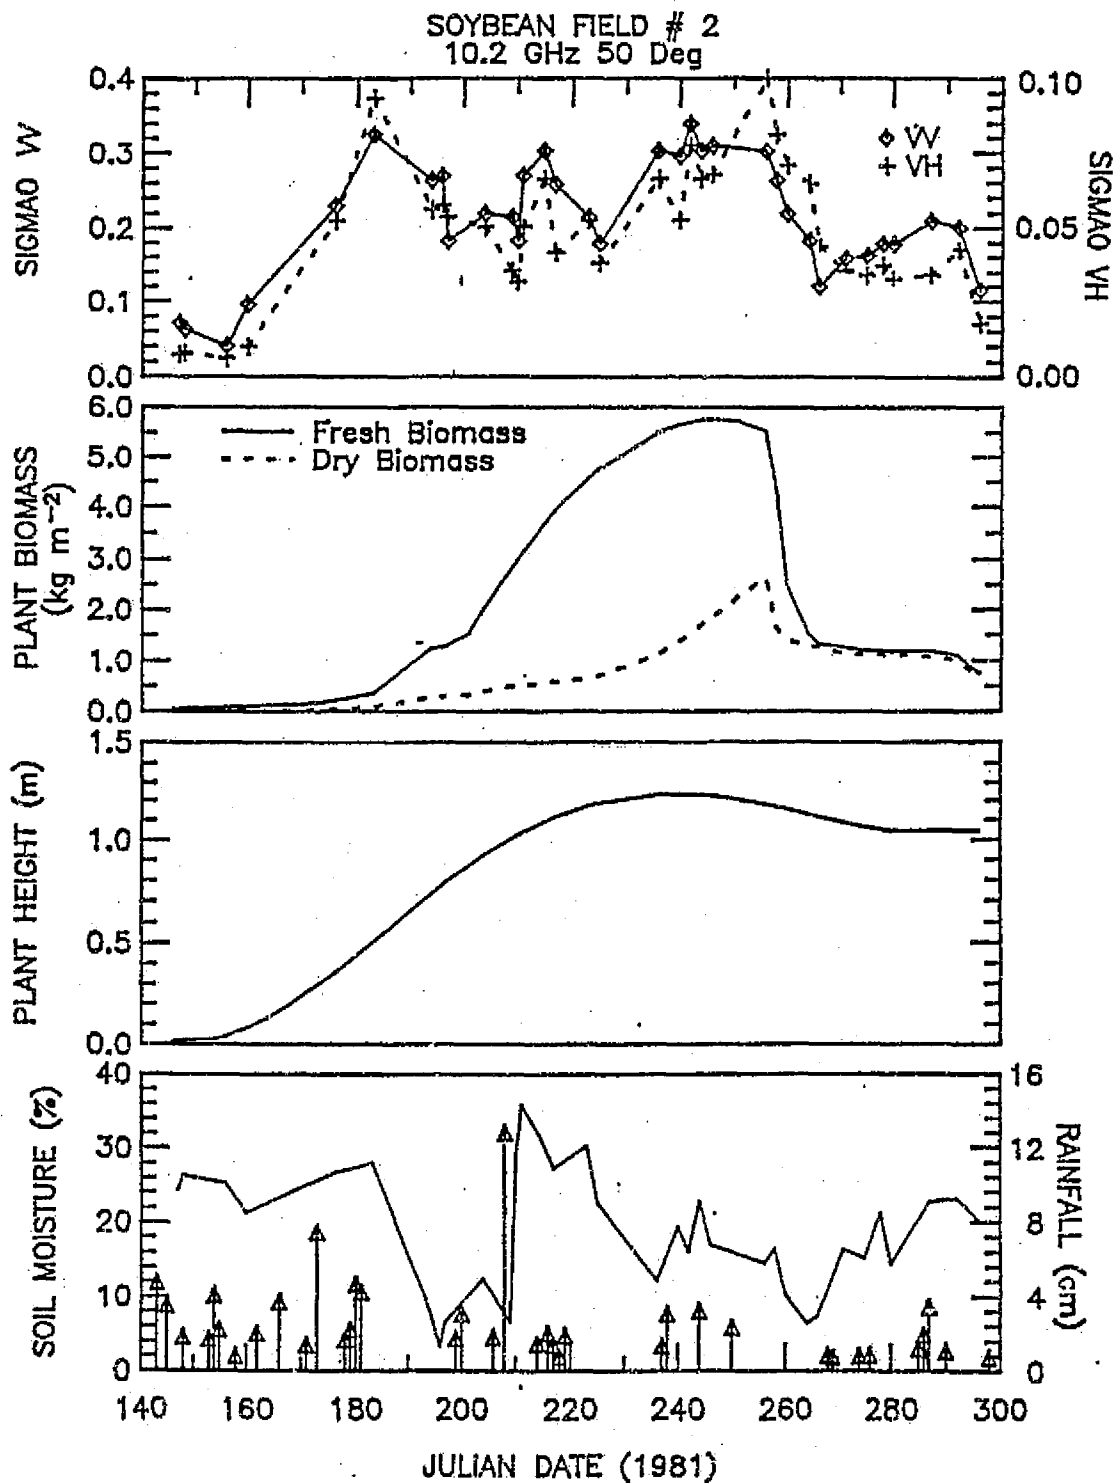 SOYBEAN FIELD # 2
10.2 GHz 50 Deg
SIGMA0 VV
0.4
0.3
0.2
0.1
0.0
VV
VH
0.10
0.05
0.00
SIGMA0 VH
PLANT BIOMASS
(kg m⁻²)
6.0
5.0
4.0
3.0
2.0
1.0
0.0
Fresh Biomass
Dry Biomass
PLANT HEIGHT (m)
1.5
1.0
0.5
0.0
SOIL MOISTURE (%)
40
30
20
10
0
16
12
8
4
0
RAINFALL (cm)
140 160 180 200 220 240 260 280 300
JULIAN DATE (1981)